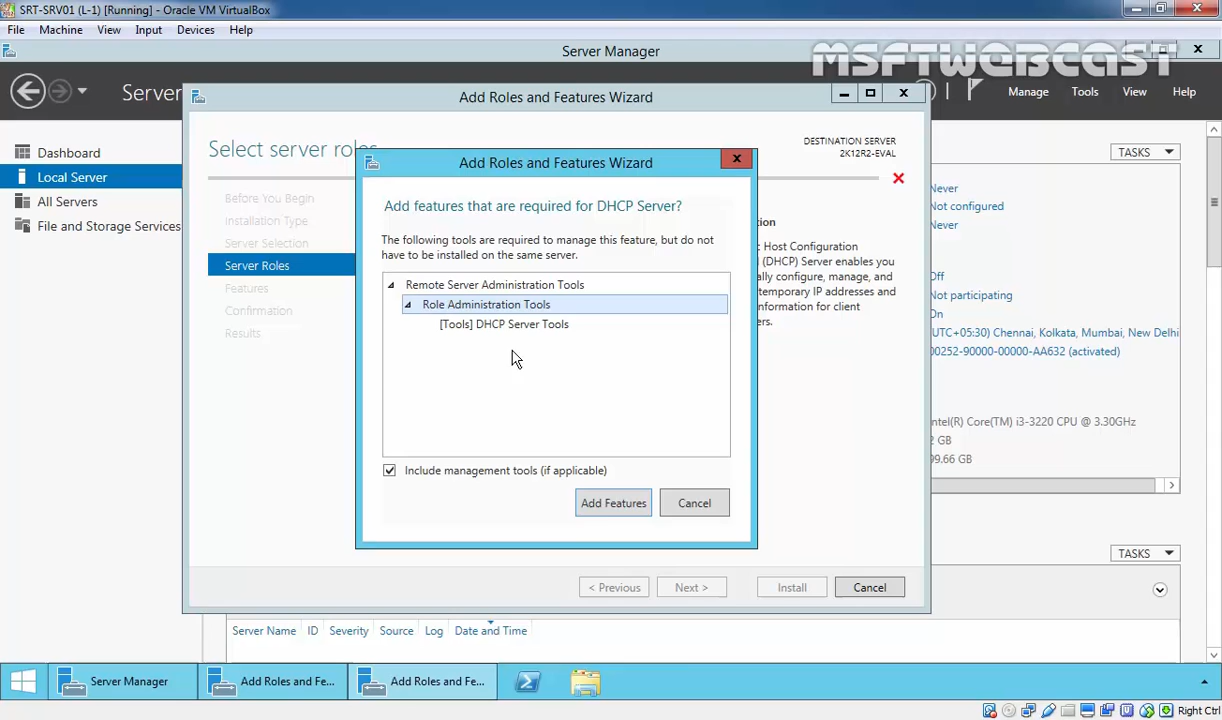 SRT-SRV01 (L-1) [Running] - Oracle VM VirtualBox
File Machine View Input Devices Help
Server Manager
MSFTWEBCAST
Server
Manage Tools View Help
Add Roles and Features Wizard
Dashboard
Local Server
All Servers
File and Storage Services
Select server roles
DESTINATION SERVER
2K12R2-EVAL
Before You Begin
Installation Type
Server Selection
Server Roles
Features
Confirmation
Results
Add Roles and Features Wizard
Add features that are required for DHCP Server?
The following tools are required to manage this feature, but do not
have to be installed on the same server.
Remote Server Administration Tools
Role Administration Tools
[Tools] DHCP Server Tools
Include management tools (if applicable)
Add Features Cancel
tion
: Host Configuration
(DHCP) Server enables you
ally configure, manage, and
temporary IP addresses and
information for client
ers.
< Previous Next > Install Cancel
TASKS
Never
Not configured
Never
Off
Not participating
UTC+05:30) Chennai, Kolkata, Mumbai, New Delhi
00252-90000-00000-AA632 (activated)
ntel(R) Core(TM) i3-3220 CPU @ 3.30GHz
2 GB
99.66 GB
TASKS
Server Name ID Severity Source Log Date and Time
Server Manager Add Roles and Fe... Add Roles and Fe...
Right Ctrl